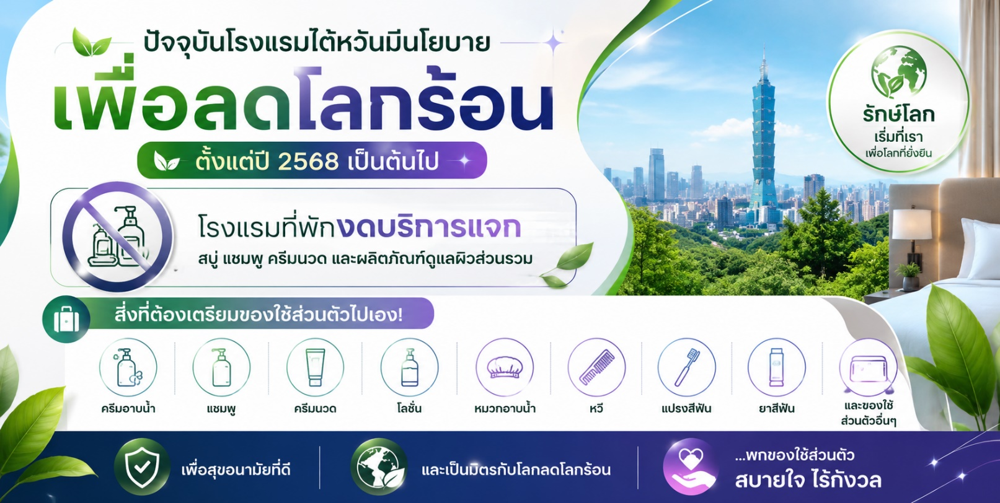 ปัจจุบันโรงแรมไต้หวันมีนโยบาย
เพื่อลดโลกร้อน
ตั้งแต่ปี 2568 เป็นต้นไป
รักษ์โลก
เริ่มที่เรา
เพื่อโลกที่ยั่งยืน
โรงแรมที่พักงดบริการแจก
สบู่ แชมพู ครีมนวด และผลิตภัณฑ์ดูแลผิวส่วนรวม
สิ่งที่ต้องเตรียมของใช้ส่วนตัวไปเอง!
ครีมอาบน้ำ
แชมพู
ครีมนวด
โลชั่น
หมวกอาบน้ำ
หวี
แปรงสีฟัน
ยาสีฟัน
และของใช้
ส่วนตัวอื่นๆ
เพื่อสุขอนามัยที่ดี
และเป็นมิตรกับโลกลดโลกร้อน
...พกของใช้ส่วนตัว
สบายใจ ไร้กังวล